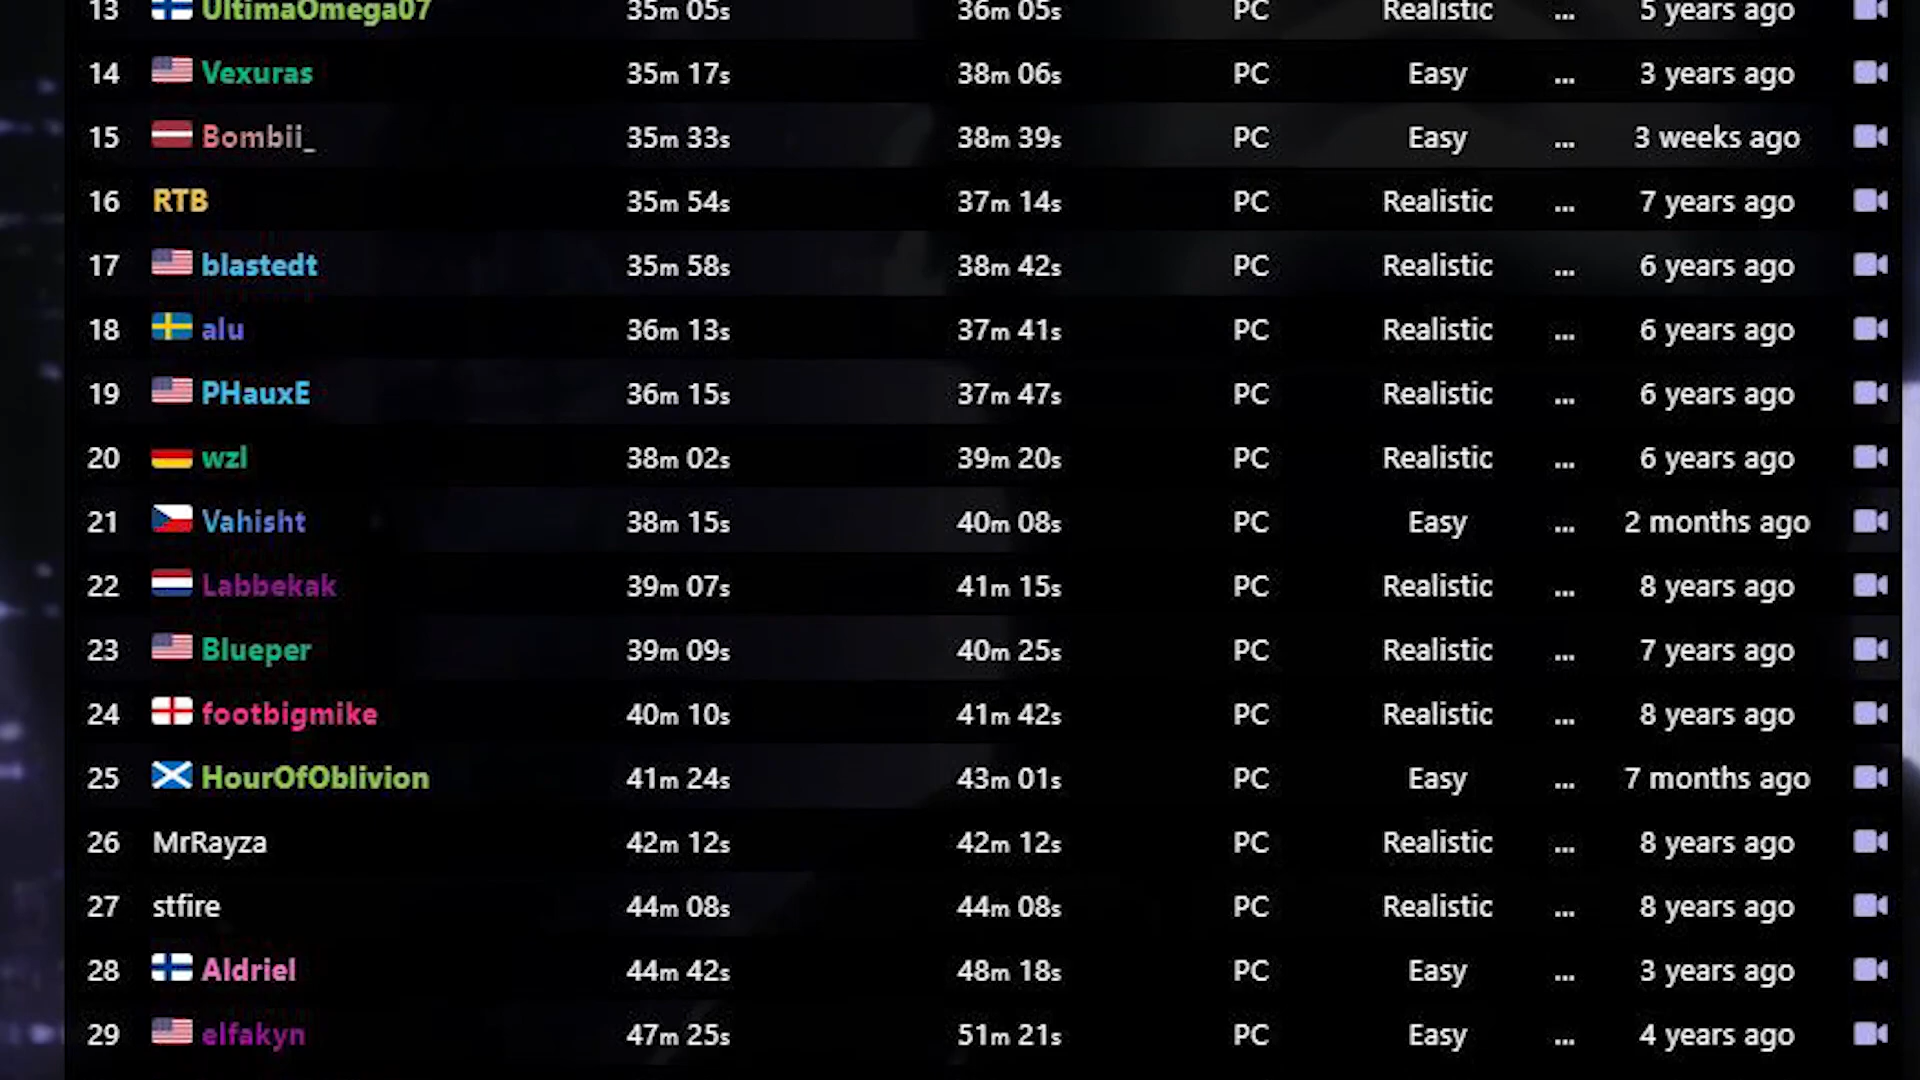 13 UltimaOmega07 35m 05s 36m 05s PC Realistic ... 5 years ago
14 Vexuras 35m 17s 38m 06s PC Easy ... 3 years ago
15 Bombii_ 35m 33s 38m 39s PC Easy ... 3 weeks ago
16 RTB 35m 54s 37m 14s PC Realistic ... 7 years ago
17 blastedt 35m 58s 38m 42s PC Realistic ... 6 years ago
18 alu 36m 13s 37m 41s PC Realistic ... 6 years ago
19 PHauxE 36m 15s 37m 47s PC Realistic ... 6 years ago
20 wzl 38m 02s 39m 20s PC Realistic ... 6 years ago
21 Vahisht 38m 15s 40m 08s PC Easy ... 2 months ago
22 Labbekak 39m 07s 41m 15s PC Realistic ... 8 years ago
23 Blueper 39m 09s 40m 25s PC Realistic ... 7 years ago
24 footbigmike 40m 10s 41m 42s PC Realistic ... 8 years ago
25 HourOfOblivion 41m 24s 43m 01s PC Easy ... 7 months ago
26 MrRayza 42m 12s 42m 12s PC Realistic ... 8 years ago
27 stfire 44m 08s 44m 08s PC Realistic ... 8 years ago
28 Aldriel 44m 42s 48m 18s PC Easy ... 3 years ago
29 elfakyn 47m 25s 51m 21s PC Easy ... 4 years ago